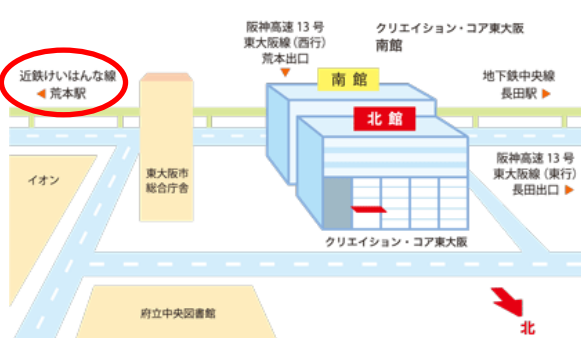 阪神高速 13 号
東大阪線（西行）
荒本出口
クリエイション・コア東大阪
南館
近鉄けいはんな線
荒本駅
南 館
地下鉄中央線
長田駅
北 館
阪神高速 13 号
東大阪線（東行）
長田出口
イオン
東大阪市
総合庁舎
クリエイション・コア東大阪
府立中央図書館
北